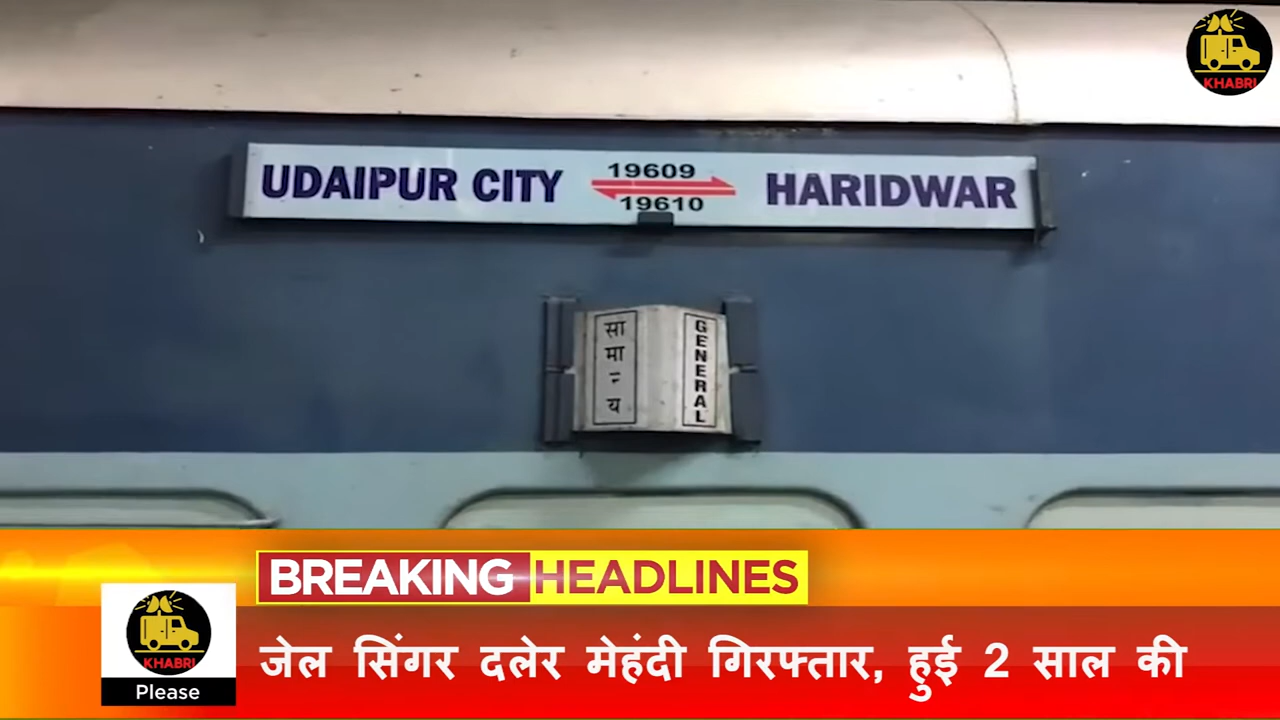 KHABRI
UDAIPUR CITY 19609 HARIDWAR
19610
सामान्य GENERAL
BREAKING HEADLINES
KHABRI
Please
जेल सिंगर दलेर मेहंदी गिरफ्तार, हुई 2 साल की